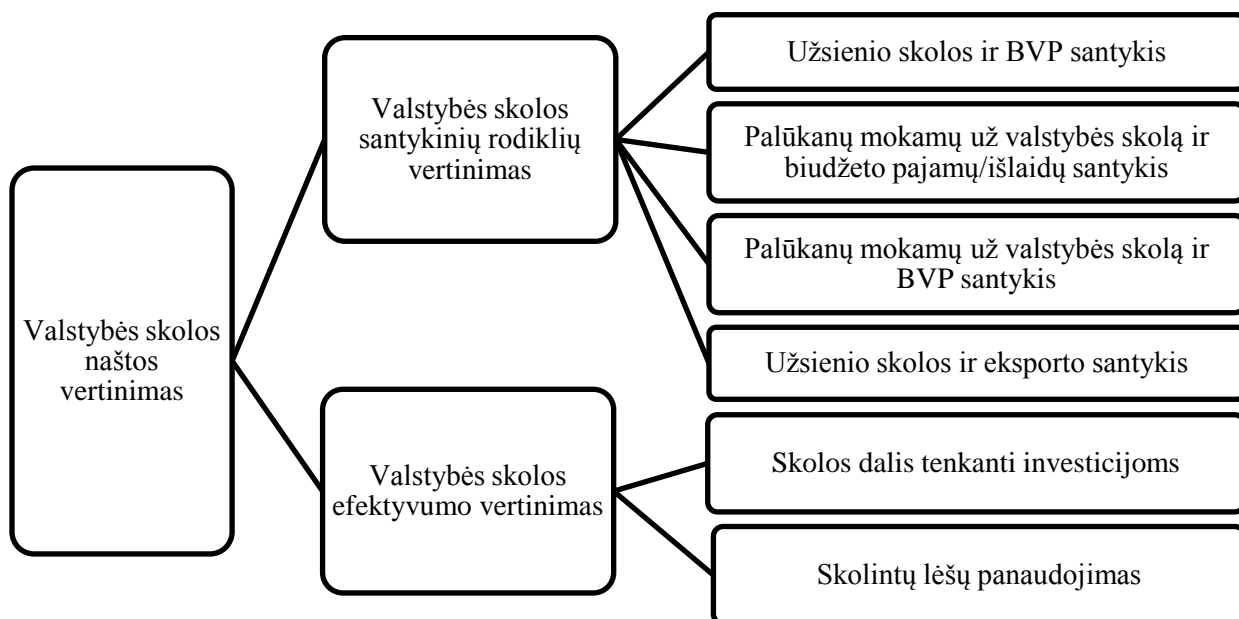 Valstybės skolos
naštos
vertinimas
Valstybės skolos
santykinių rodiklių
vertinimas
Užsienio skolos ir BVP santykis
Palūkanų mokamų už valstybės skolą ir
biudžeto pajamų/išlaidų santykis
Palūkanų mokamų už valstybės skolą ir
BVP santykis
Užsienio skolos ir eksporto santykis
Valstybės skolos
efektyvumo vertinimas
Skolos dalis tenkanti investicijoms
Skolintų lėšų panaudojimas